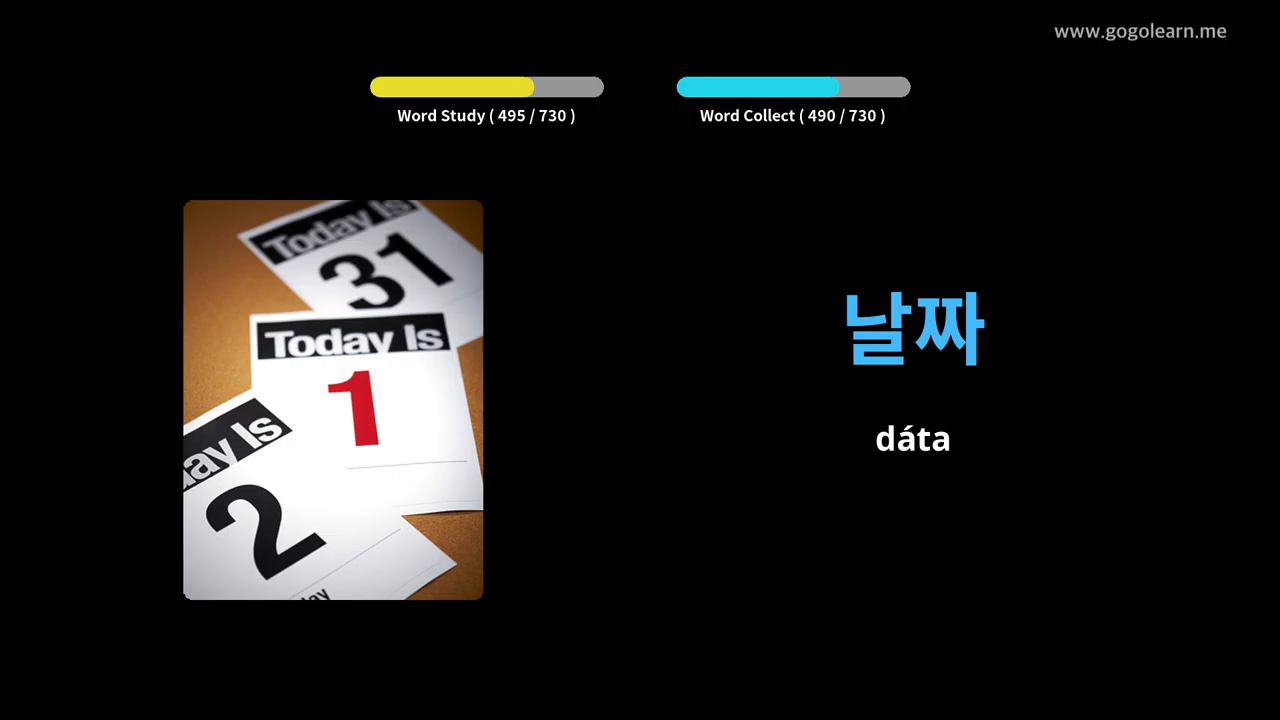 www.gogolearn.me
Word Study ( 495 / 730 )
Word Collect ( 490 / 730 )
Today Is
31
Today Is
1
ay Is
2
날짜
dáta